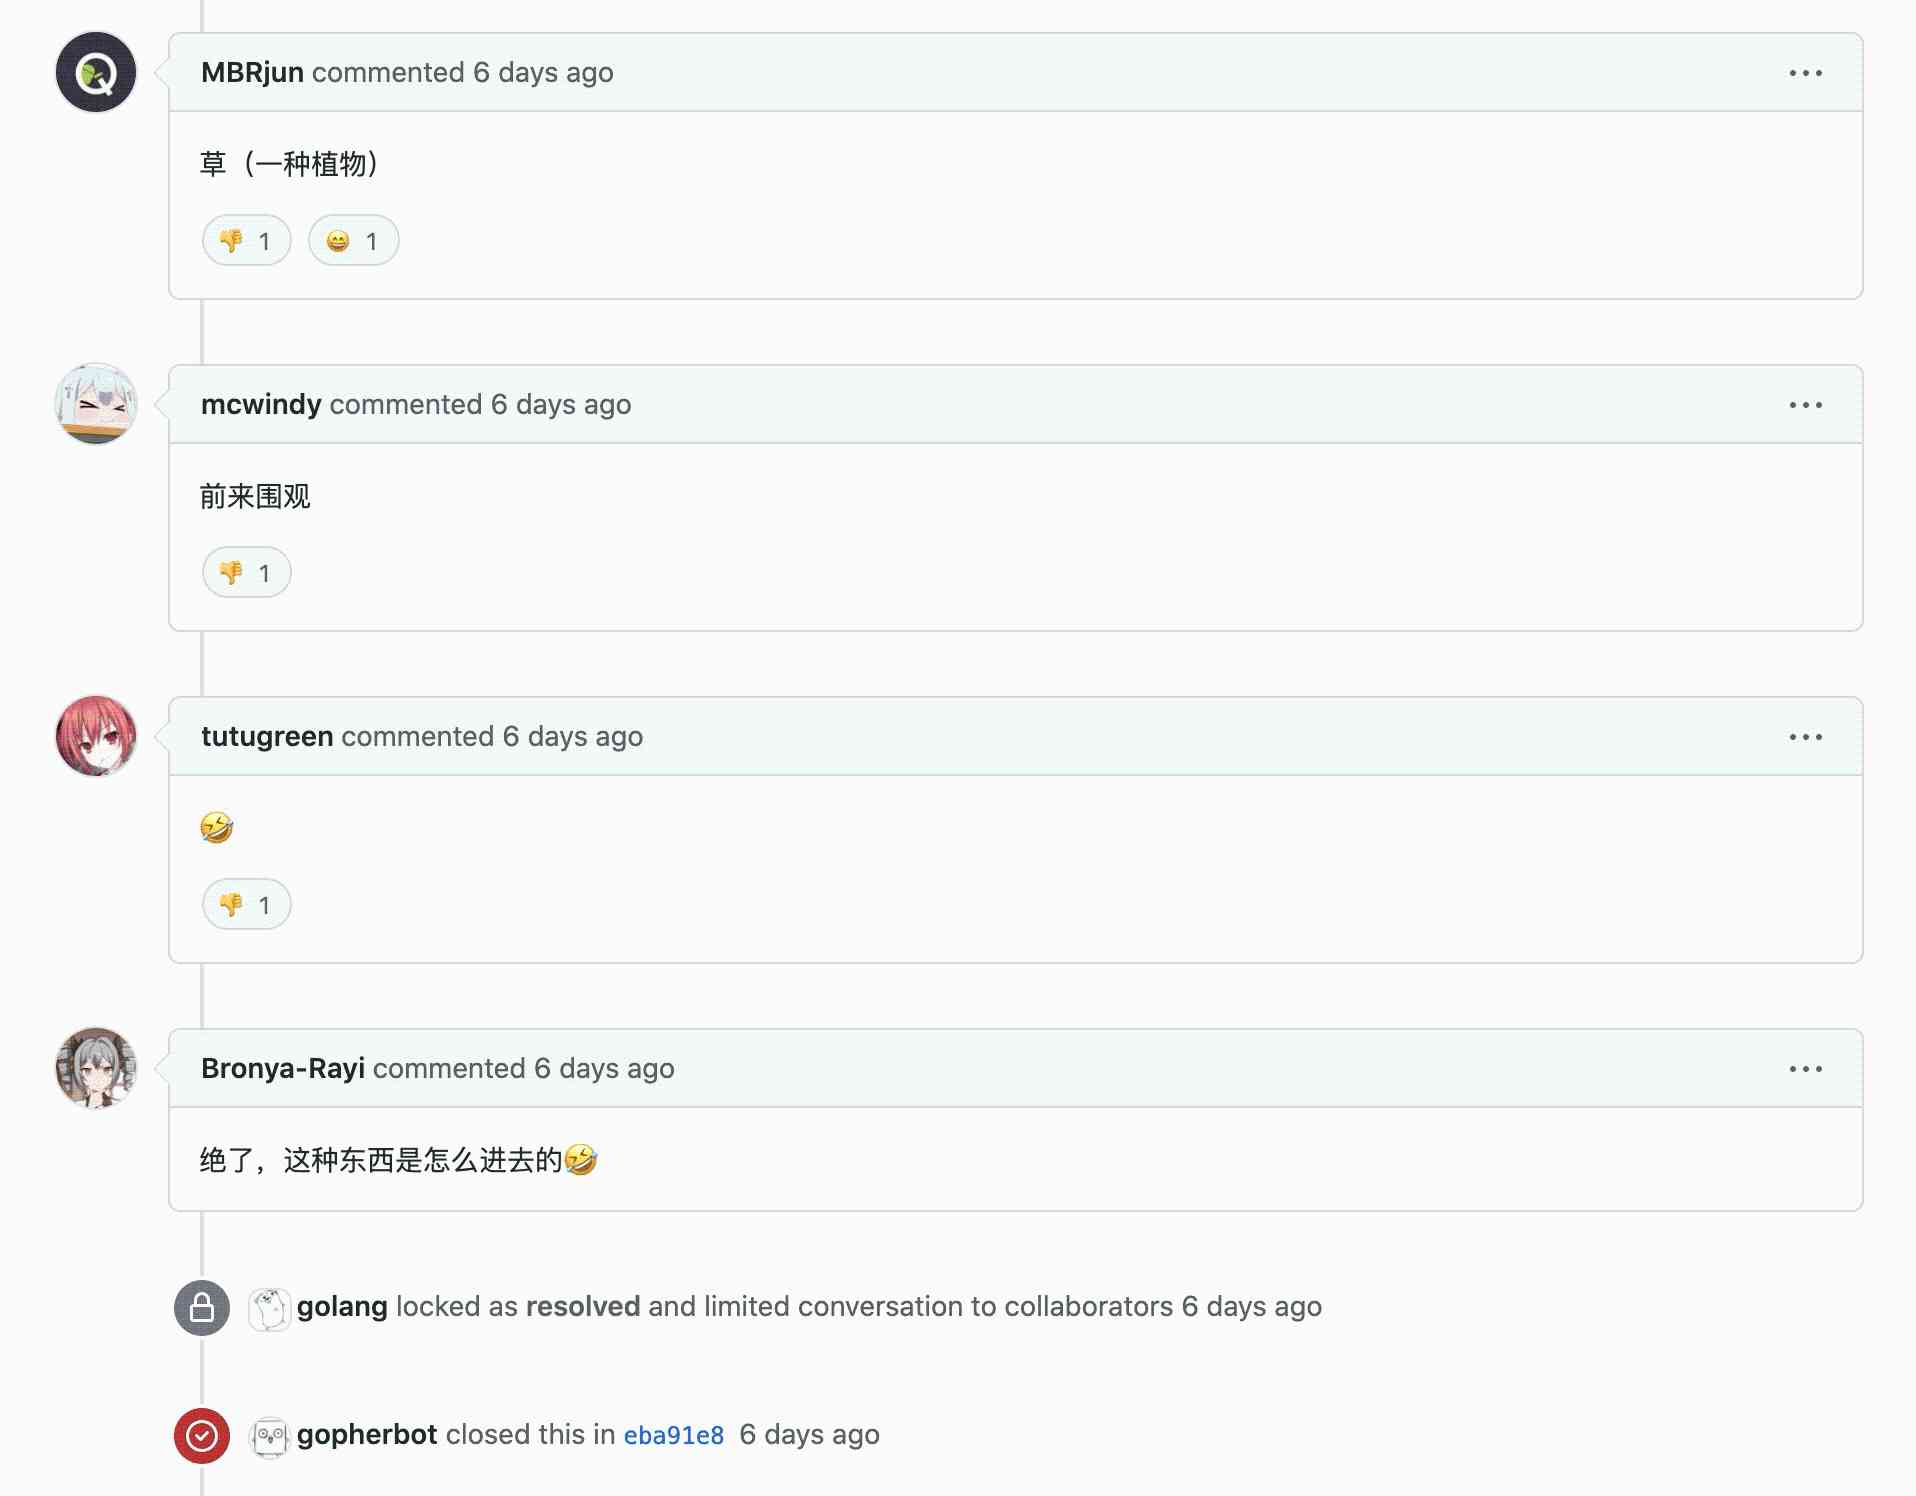 MBRjun commented 6 days ago
草（一种植物）
👎 1 😄 1
mcwindy commented 6 days ago
前来围观
👎 1
tutugreen commented 6 days ago
🤣
👎 1
Bronya-Rayi commented 6 days ago
绝了，这种东西是怎么进去的🤣
golang locked as resolved and limited conversation to collaborators 6 days ago
gopherbot closed this in eba91e8 6 days ago